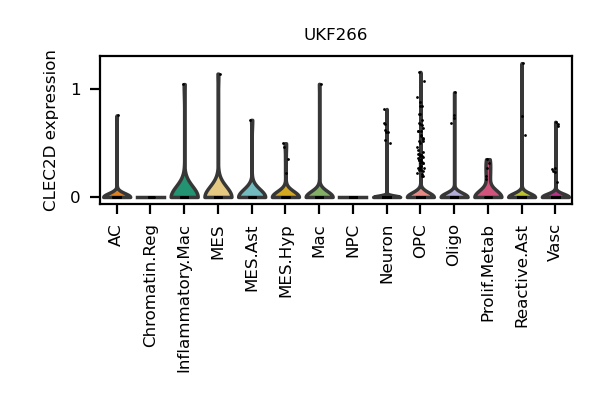 UKF266
CLEC2D expression
1
0
AC
Chromatin.Reg
Inflammatory.Mac
MES
MES.Ast
MES.Hyp
Mac
NPC
Neuron
OPC
Oligo
Prolif.Metab
Reactive.Ast
Vasc